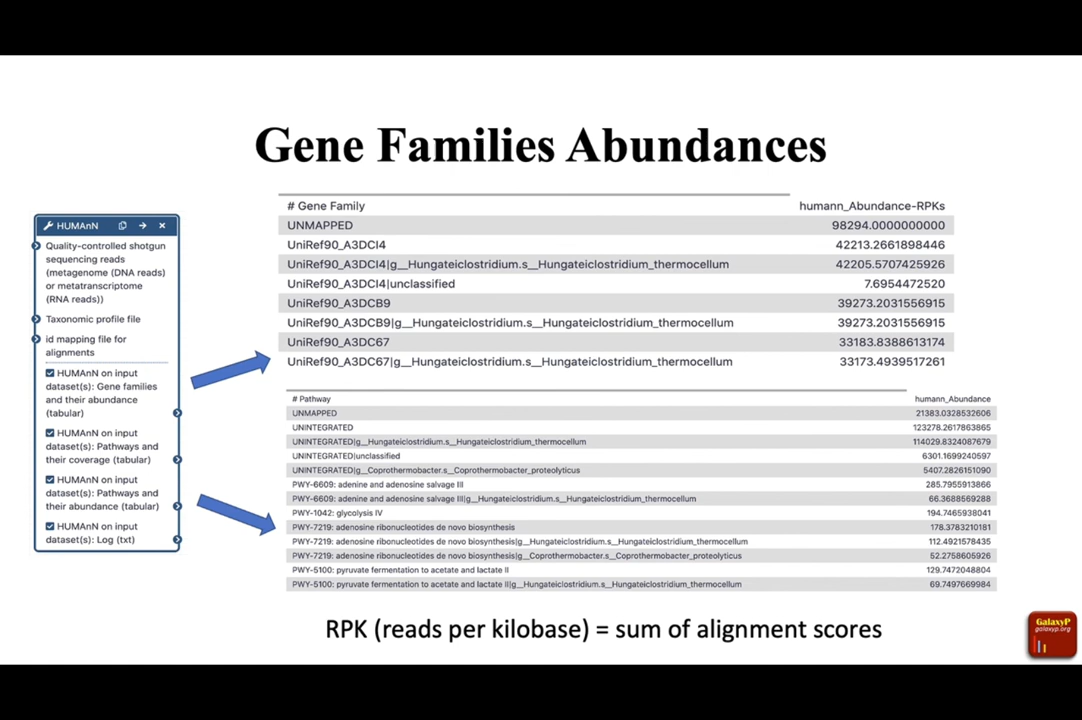 Gene Families Abundances
HUMAnN
Quality-controlled shotgun
sequencing reads
(metagenome (DNA reads)
or metatranscriptome
(RNA reads))
Taxonomic profile file
id mapping file for
alignments
HUMAnN on input
dataset(s): Gene families
and their abundance
(tabular)
HUMAnN on input
dataset(s): Pathways and
their coverage (tabular)
HUMAnN on input
dataset(s): Pathways and
their abundance (tabular)
HUMAnN on input
dataset(s): Log (txt)
# Gene Family humann_Abundance-RPKs
UNMAPPED 98294.0000000000
UniRef90_A3DCI4 42213.2661898446
UniRef90_A3DCI4|g__Hungateiclostridium.s__Hungateiclostridium_thermocellum 42205.5707425926
UniRef90_A3DCI4|unclassified 7.6954472520
UniRef90_A3DCB9 39273.2031556915
UniRef90_A3DCB9|g__Hungateiclostridium.s__Hungateiclostridium_thermocellum 39273.2031556915
UniRef90_A3DC67 33183.8388613174
UniRef90_A3DC67|g__Hungateiclostridium.s__Hungateiclostridium_thermocellum 33173.4939517261
# Pathway humann_Abundance
UNMAPPED 21383.0328532606
UNINTEGRATED 123278.2617863865
UNINTEGRATED|g__Hungateiclostridium.s__Hungateiclostridium_thermocellum 114029.8324087679
UNINTEGRATED|unclassified 6301.1699240597
UNINTEGRATED|g__Coprothermobacter.s__Coprothermobacter_proteolyticus 5407.2826151090
PWY-6609: adenine and adenosine salvage III 285.7955913866
PWY-6609: adenine and adenosine salvage III|g__Hungateiclostridium.s__Hungateiclostridium_thermocellum 66.3688569288
PWY-1042: glycolysis IV 194.7465938041
PWY-7219: adenosine ribonucleotides de novo biosynthesis 178.3783210181
PWY-7219: adenosine ribonucleotides de novo biosynthesis|g__Hungateiclostridium.s__Hungateiclostridium_thermocellum 112.4921578435
PWY-7219: adenosine ribonucleotides de novo biosynthesis|g__Coprothermobacter.s__Coprothermobacter_proteolyticus 52.2758605926
PWY-5100: pyruvate fermentation to acetate and lactate II 129.7472048804
PWY-5100: pyruvate fermentation to acetate and lactate II|g__Hungateiclostridium.s__Hungateiclostridium_thermocellum 69.7497669984
RPK (reads per kilobase) = sum of alignment scores
GalaxyP
galaxyp.org